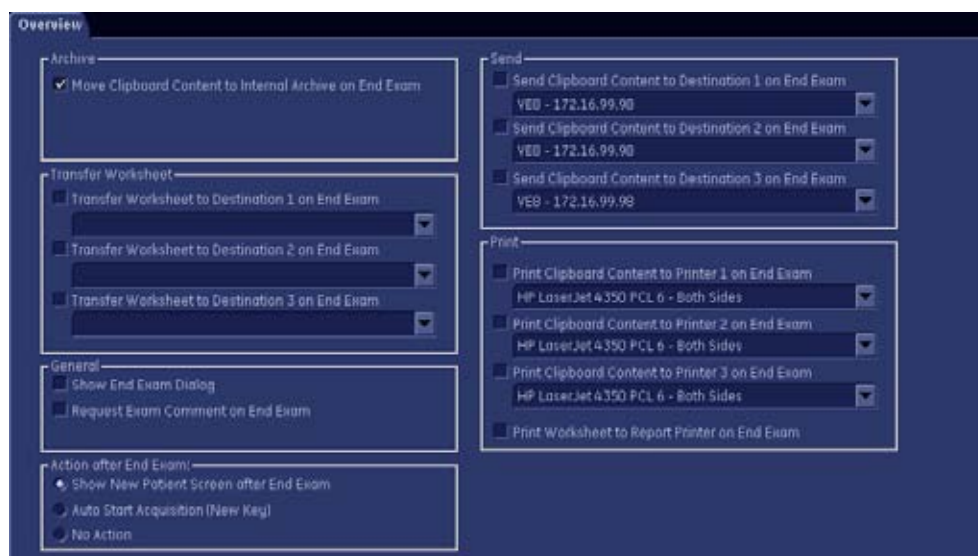 Overview
Archive
Move Clipboard Content to Internal Archive on End Exam
Transfer Worksheet
Transfer Worksheet to Destination 1 on End Exam
Transfer Worksheet to Destination 2 on End Exam
Transfer Worksheet to Destination 3 on End Exam
General
Show End Exam Dialog
Request Exam Comment on End Exam
Action after End Exam:
Show New Patient Screen after End Exam
Auto Start Acquisition (New Key)
No Action
Send
Send Clipboard Content to Destination 1 on End Exam
VE8 - 172.16.99.98
Send Clipboard Content to Destination 2 on End Exam
VE8 - 172.16.99.98
Send Clipboard Content to Destination 3 on End Exam
VE8 - 172.16.99.98
Print
Print Clipboard Content to Printer 1 on End Exam
HP LaserJet 4350 PCL 6 - Both Sides
Print Clipboard Content to Printer 2 on End Exam
HP LaserJet 4350 PCL 6 - Both Sides
Print Clipboard Content to Printer 3 on End Exam
HP LaserJet 4350 PCL 6 - Both Sides
Print Worksheet to Report Printer on End Exam